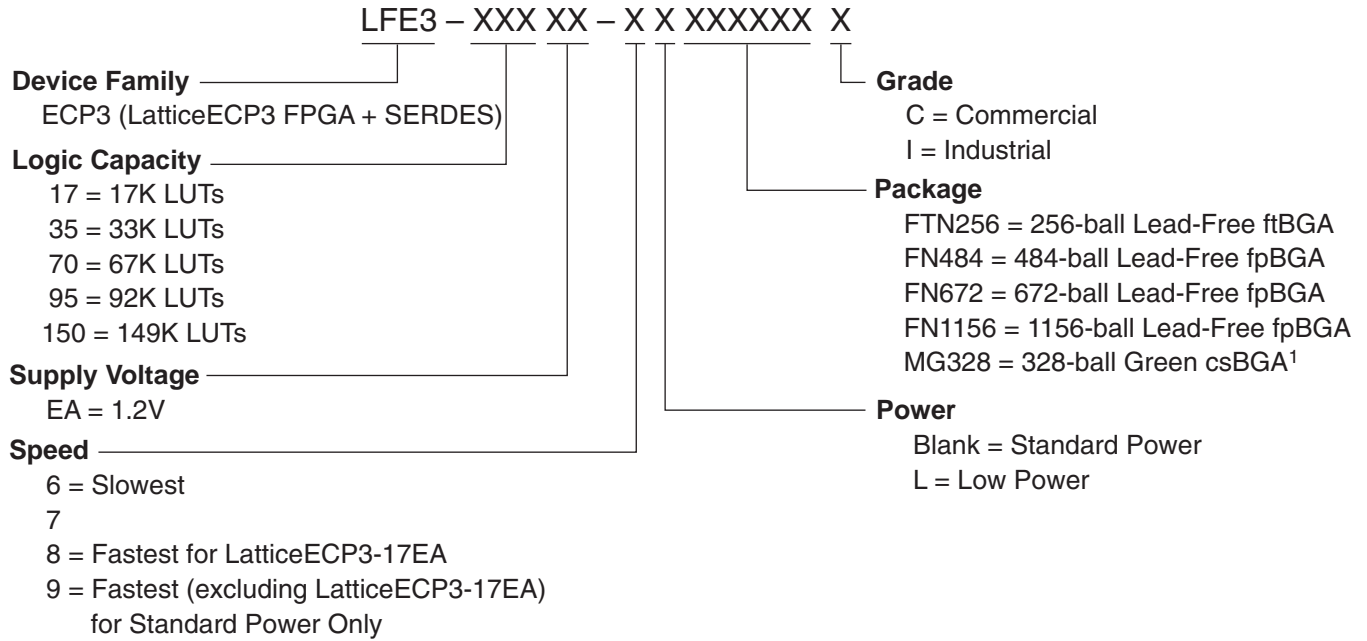 LFE3 – XXX XX – X X XXXXXX X
Device Family
ECP3 (LatticeECP3 FPGA + SERDES)
Logic Capacity
17 = 17K LUTs
35 = 33K LUTs
70 = 67K LUTs
95 = 92K LUTs
150 = 149K LUTs
Supply Voltage
EA = 1.2V
Speed
6 = Slowest
7
8 = Fastest for LatticeECP3-17EA
9 = Fastest (excluding LatticeECP3-17EA)
for Standard Power Only
Grade
C = Commercial
I = Industrial
Package
FTN256 = 256-ball Lead-Free ftBGA
FN484 = 484-ball Lead-Free fpBGA
FN672 = 672-ball Lead-Free fpBGA
FN1156 = 1156-ball Lead-Free fpBGA
MG328 = 328-ball Green csBGA¹
Power
Blank = Standard Power
L = Low Power